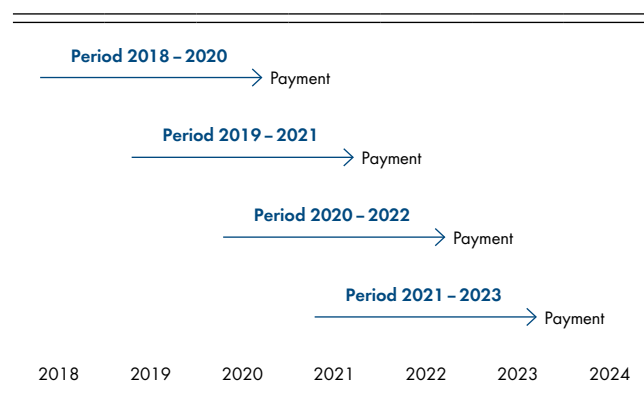 Period 2018 – 2020
Payment
Period 2019 – 2021
Payment
Period 2020 – 2022
Payment
Period 2021 – 2023
Payment
2018 2019 2020 2021 2022 2023 2024